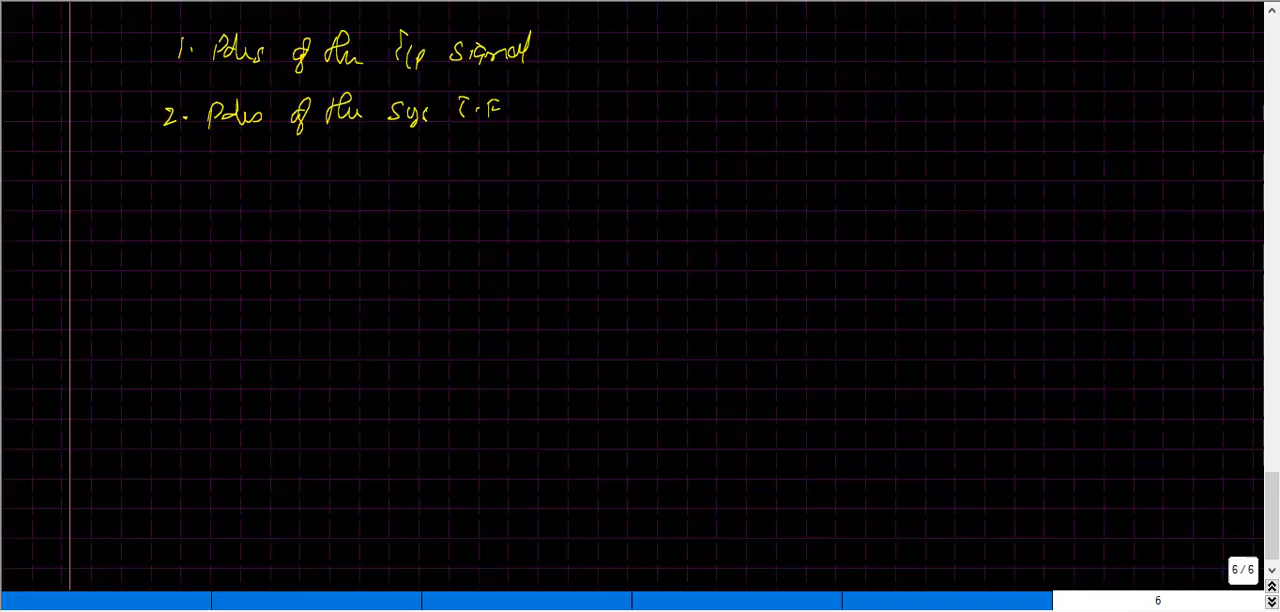 1. Poles of the i/p signal
2. Poles of the sys T.F
6/6
6